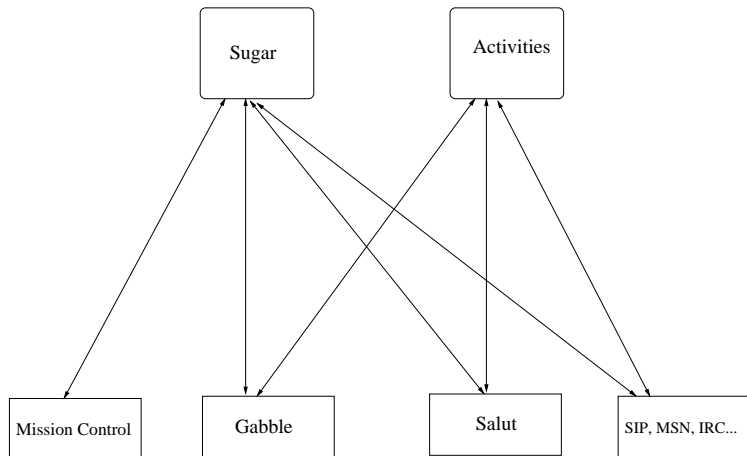 Sugar
Activities
Mission Control
Gabble
Salut
SIP, MSN, IRC...